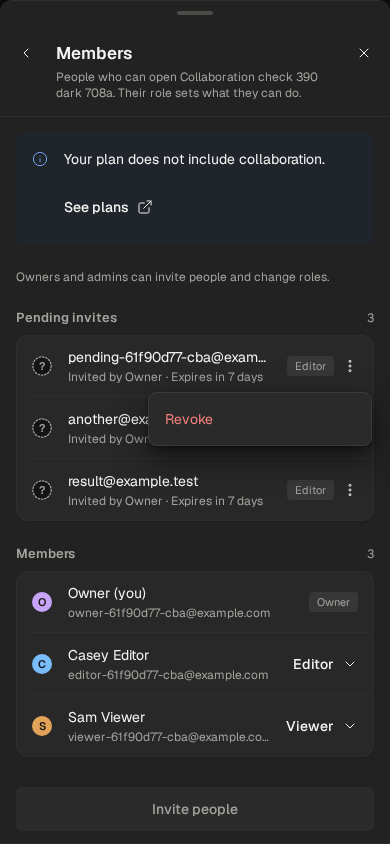 Members
People who can open Collaboration check 390
dark 708a. Their role sets what they can do.
Your plan does not include collaboration.
See plans
Owners and admins can invite people and change roles.
Pending invites 3
? pending-61f90d77-cba@exam… Editor
Invited by Owner · Expires in 7 days
? another@exa
Invited by Own
Revoke
? result@example.test Editor
Invited by Owner · Expires in 7 days
Members 3
O Owner (you) Owner
owner-61f90d77-cba@example.com
C Casey Editor Editor
editor-61f90d77-cba@example.com
S Sam Viewer Viewer
viewer-61f90d77-cba@example.co…
Invite people